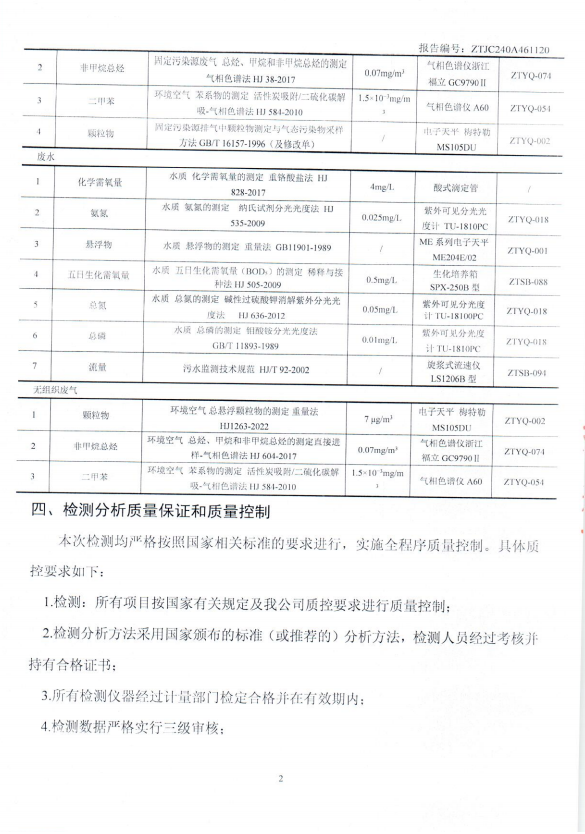 报告编号：ZTJC240A461120
2 非甲烷总烃 固定污染源废气 总烃、甲烷和非甲烷总烃的测定 气相色谱法 HJ 38-2017 0.07mg/m³ 气相色谱仪浙江福立 GC9790Ⅱ ZTYQ-074
3 二甲苯 环境空气 苯系物的测定 活性炭吸附/二硫化碳解吸-气相色谱法 HJ 584-2010 1.5×10⁻³mg/m³ 气相色谱仪 A60 ZTYQ-054
4 颗粒物 固定污染源排气中颗粒物测定与气态污染物采样方法 GB/T 16157-1996（及修改单） / 电子天平 梅特勒 MS105DU ZTYQ-002
废水
1 化学需氧量 水质 化学需氧量的测定 重铬酸盐法 HJ 828-2017 4mg/L 酸式滴定管 /
2 氨氮 水质 氨氮的测定 纳氏试剂分光光度法 HJ 535-2009 0.025mg/L 紫外可见分光光度计 TU-1810PC ZTYQ-018
3 悬浮物 水质 悬浮物的测定 重量法 GB11901-1989 / ME 系列电子天平 ME204E/02 ZTYQ-001
4 五日生化需氧量 水质 五日生化需氧量（BOD₅）的测定 稀释与接种法 HJ 505-2009 0.5mg/L 生化培养箱 SPX-250B 型 ZTSB-088
5 总氮 水质 总氮的测定 碱性过硫酸钾消解紫外分光光度法 HJ 636-2012 0.05mg/L 紫外可见分光光度计 TU-18100PC ZTYQ-018
6 总磷 水质 总磷的测定 钼酸铵分光光度法 GB/T 11893-1989 0.01mg/L 紫外可见分光光度计 TU-1810PC ZTYQ-018
7 流量 污水监测技术规范 HJ/T 92-2002 / 旋浆式流速仪 LS1206B 型 ZTSB-094
无组织废气
1 颗粒物 环境空气 总悬浮颗粒物的测定 重量法 HJ1263-2022 7 μg/m³ 电子天平 梅特勒 MS105DU ZTYQ-002
2 非甲烷总烃 环境空气 总烃、甲烷和非甲烷总烃的测定直接进样-气相色谱法 HJ 604-2017 0.07mg/m³ 气相色谱仪浙江福立 GC9790Ⅱ ZTYQ-074
3 二甲苯 环境空气 苯系物的测定 活性炭吸附/二硫化碳解吸-气相色谱法 HJ 584-2010 1.5×10⁻³mg/m³ 气相色谱仪 A60 ZTYQ-054
四、检测分析质量保证和质量控制
本次检测均严格按照国家相关标准的要求进行，实施全程序质量控制。具体质
控要求如下：
1.检测：所有项目按国家有关规定及我公司质控要求进行质量控制；
2.检测分析方法采用国家颁布的标准（或推荐的）分析方法，检测人员经过考核并
持有合格证书；
3.所有检测仪器经过计量部门检定合格并在有效期内；
4.检测数据严格实行三级审核；
2